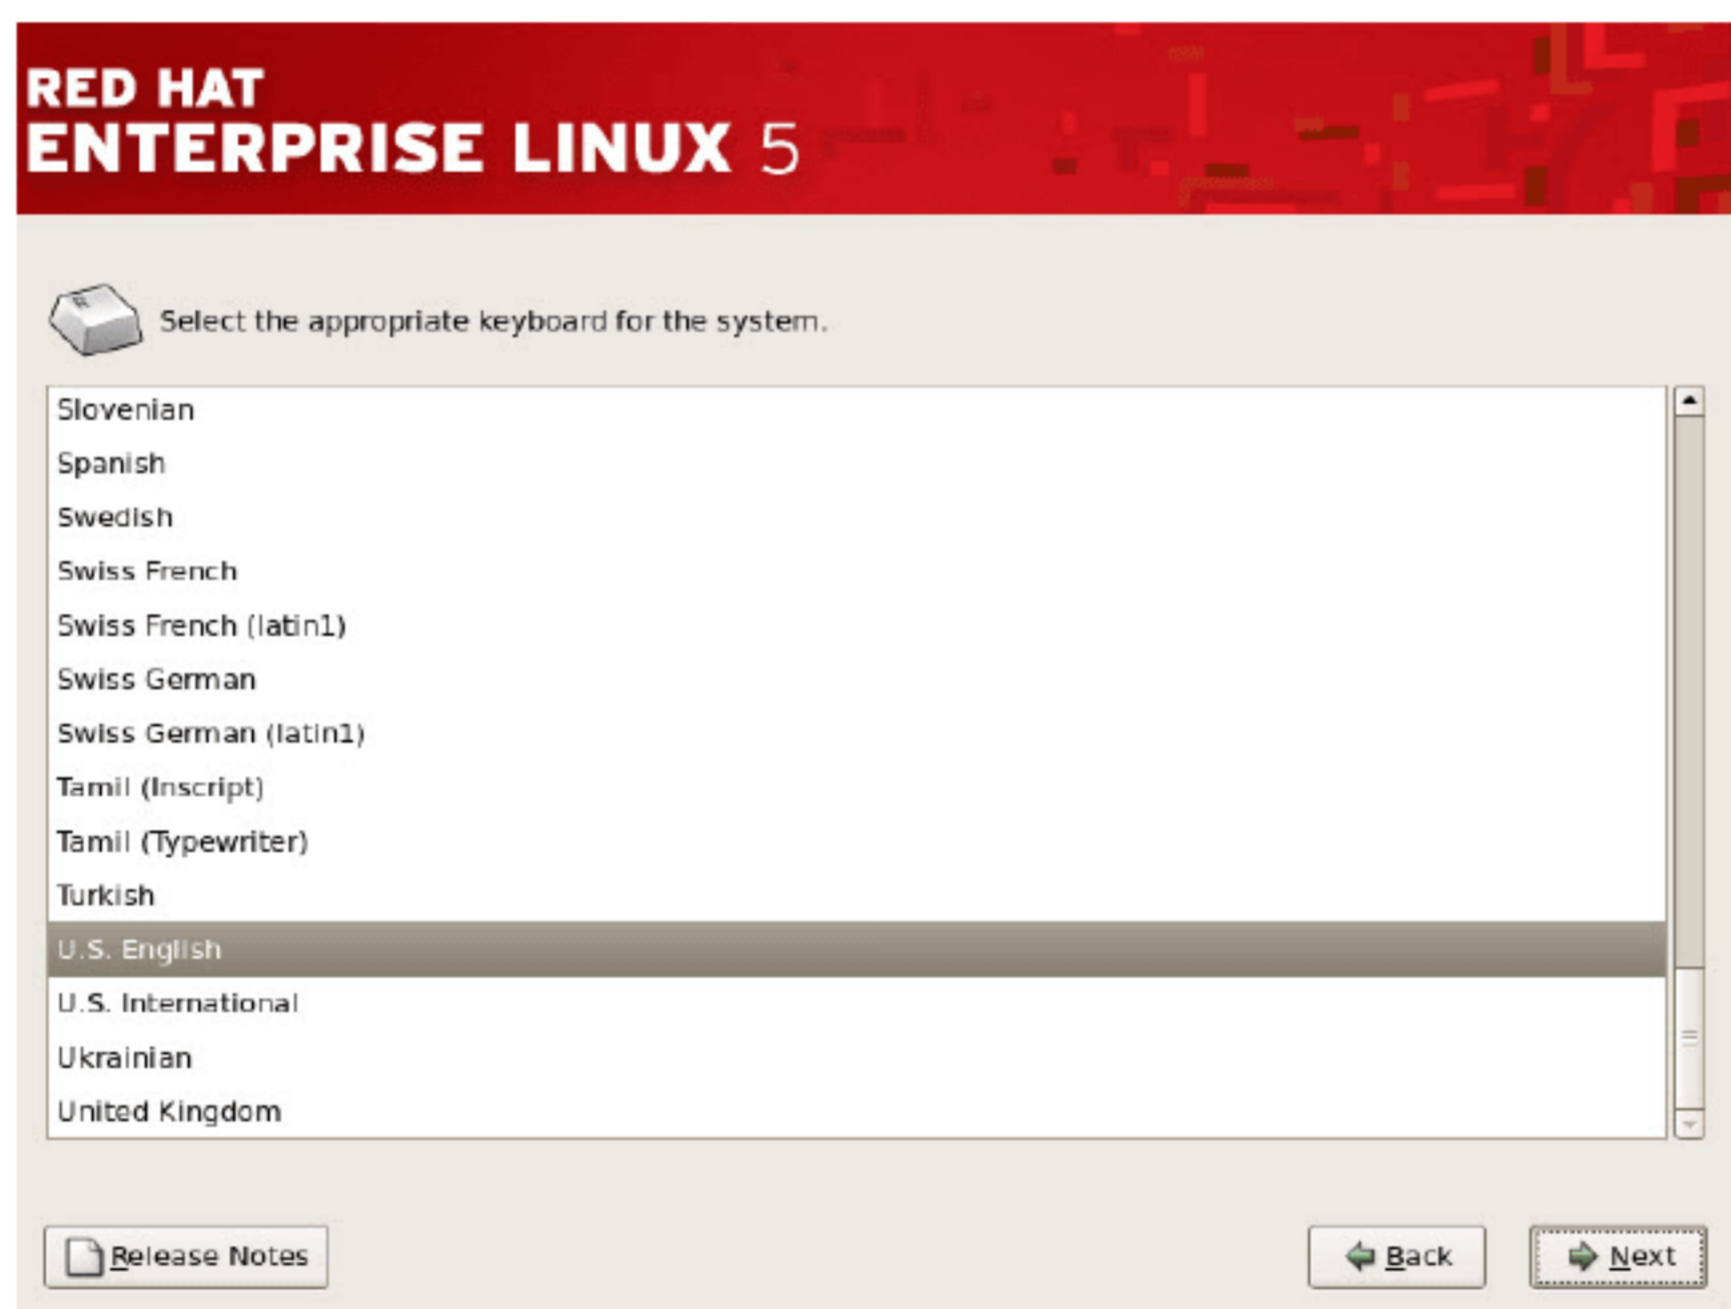 RED HAT
ENTERPRISE LINUX 5
Select the appropriate keyboard for the system.
Slovenian
Spanish
Swedish
Swiss French
Swiss French (latin1)
Swiss German
Swiss German (latin1)
Tamil (Inscript)
Tamil (Typewriter)
Turkish
U.S. English
U.S. International
Ukrainian
United Kingdom
Release Notes
Back
Next